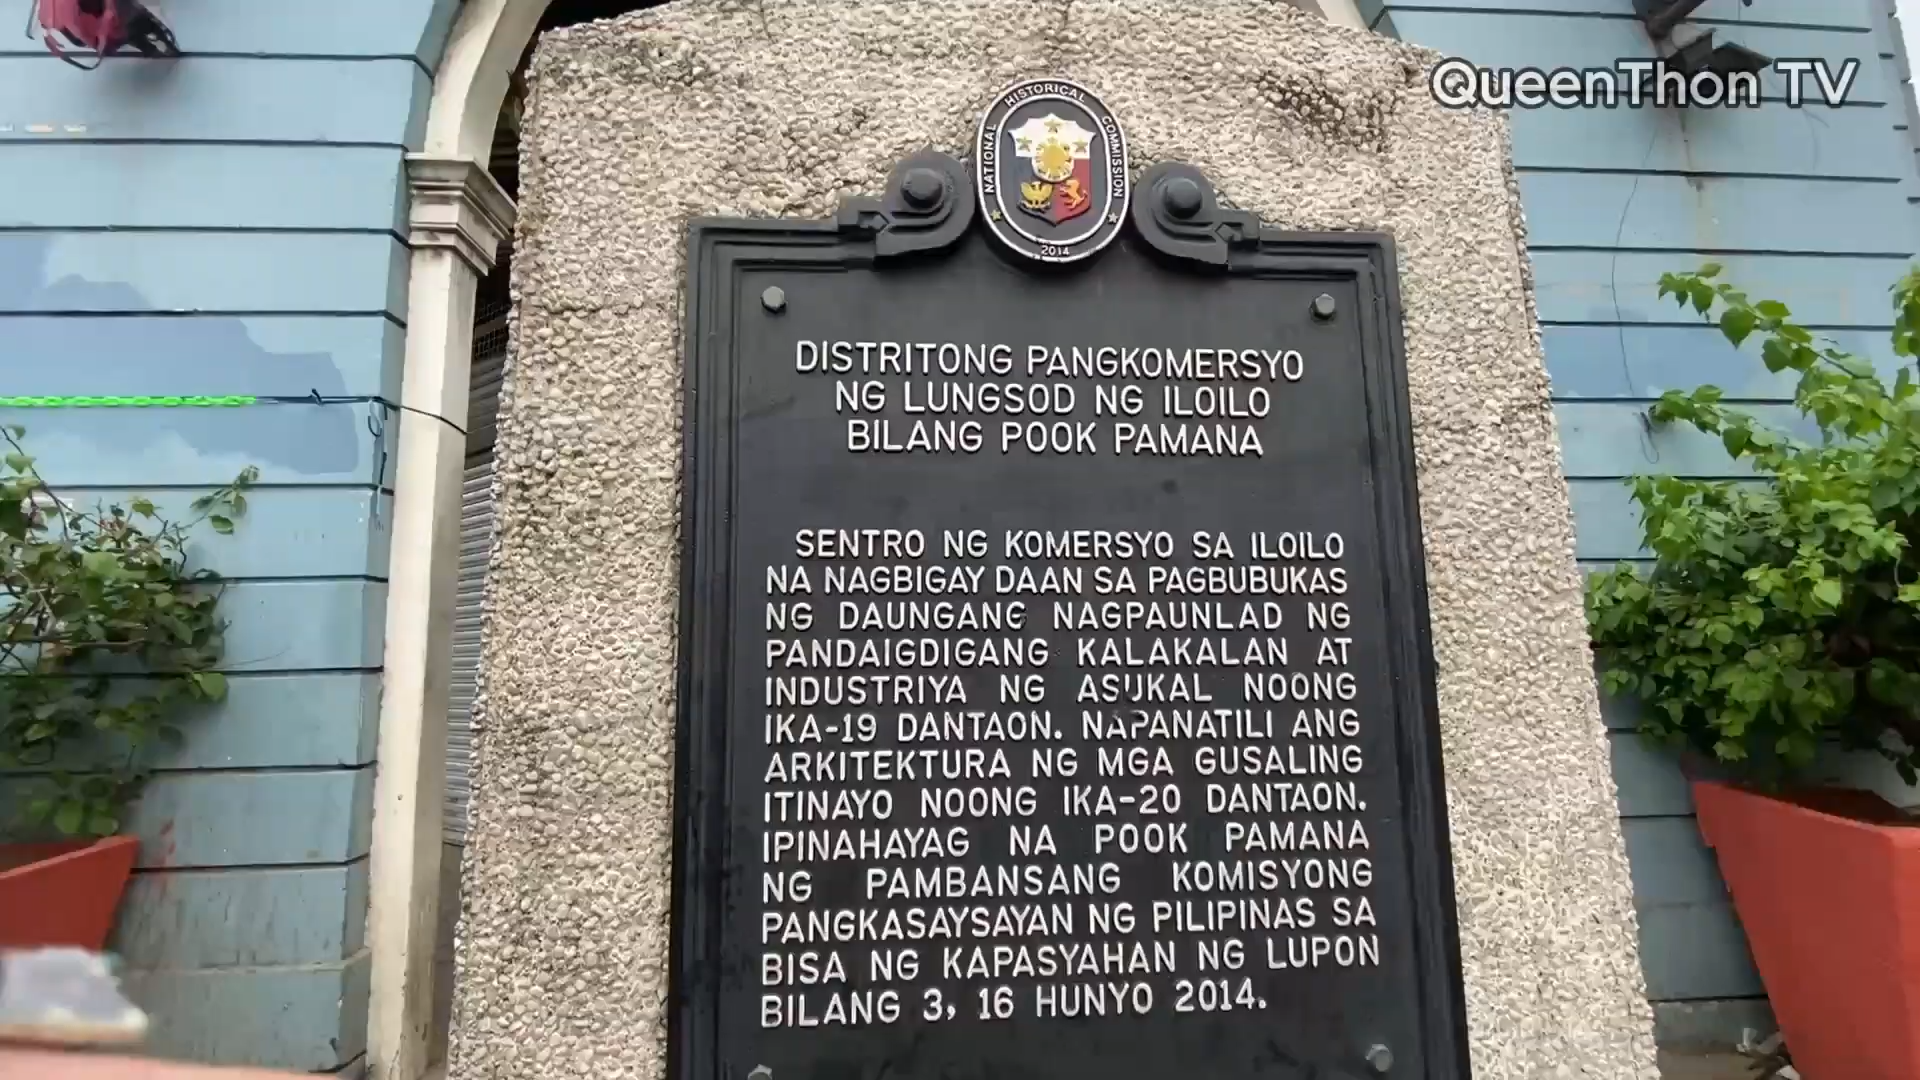 QueenThon TV
NATIONAL HISTORICAL COMMISSION
2014
DISTRITONG PANGKOMERSYO
NG LUNGSOD NG ILOILO
BILANG POOK PAMANA
SENTRO NG KOMERSYO SA ILOILO
NA NAGBIGAY DAAN SA PAGBUBUKAS
NG DAUNGANG NAGPAUNLAD NG
PANDAIGDIGANG KALAKALAN AT
INDUSTRIYA NG ASUKAL NOONG
IKA-19 DANTAON. NAPANATILI ANG
ARKITEKTURA NG MGA GUSALING
ITINAYO NOONG IKA-20 DANTAON.
IPINAHAYAG NA POOK PAMANA
NG PAMBANSANG KOMISYONG
PANGKASAYSAYAN NG PILIPINAS SA
BISA NG KAPASYAHAN NG LUPON
BILANG 3, 16 HUNYO 2014.